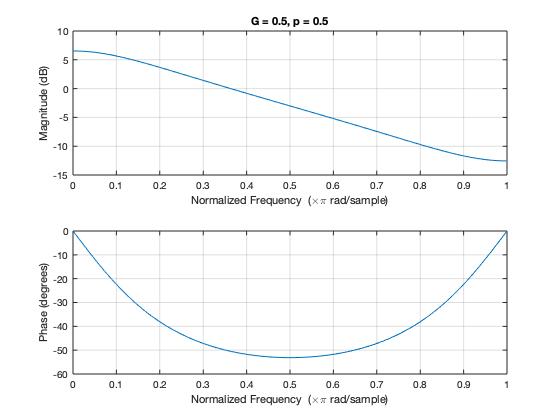 G = 0.5, p = 0.5
10
5
0
-5
-10
-15
Magnitude (dB)
0 0.1 0.2 0.3 0.4 0.5 0.6 0.7 0.8 0.9 1
Normalized Frequency (×π rad/sample)
0
-10
-20
-30
-40
-50
-60
Phase (degrees)
0 0.1 0.2 0.3 0.4 0.5 0.6 0.7 0.8 0.9 1
Normalized Frequency (×π rad/sample)